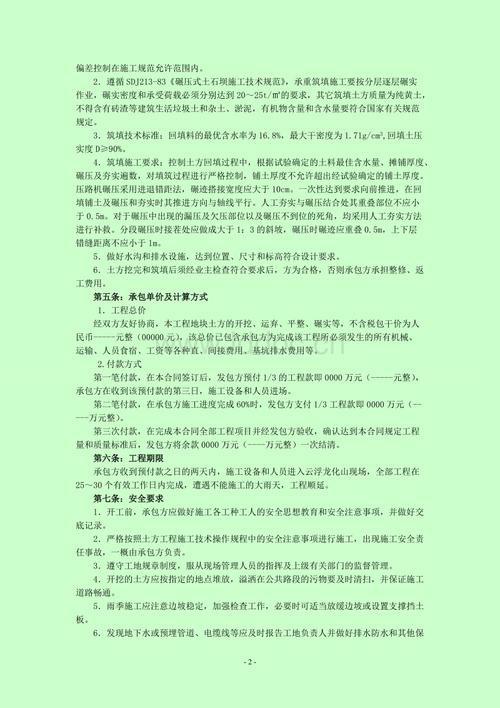 偏差控制在施工规范允许范围内。
2．遵循 SDJ213-83《碾压式土石坝施工技术规范》，承重筑填施工要按分层逐层碾实
作业，碾实密度和承受荷载必须分别达到 20～25t/㎡的要求，其它筑填土方质量为纯黄土，
不得含有砖渣等建筑生活垃圾土和杂土、淤泥，有机物含量和含水量要符合国家有关规范
规定。
3．筑填技术标准：回填料的最优含水率为 16.8%，最大干密度为 1.71g/cm³,回填土压
实度 D≥90%。
4．筑填施工要求：控制土方回填过程中，根据试验确定的土料最佳含水量、摊铺厚度、
碾压及夯实遍数，对填筑过程进行严格控制，铺土厚度不允许超出经试验确定的铺土厚度。
压路机碾压采用进退错距法，碾迹搭接宽度应大于 10cm。一次性达到要求向前推进，在回
填铺土及碾压和夯实时其推进方向与轴线平行。人工夯实与碾压结合处其重叠部位不应小
于 0.5m。对于碾压中出现的漏压及欠压部位以及碾压不到位的死角，均采用人工夯实方法
进行补救。分段碾压时接茬处应做成大于 1：3 的斜坡，碾压时碾迹应重叠 0.5m，上下层
错缝距离不应小于 1m。
5．做好水沟和排水设施，达到位置、尺寸和标高符合设计要求。
6．土方挖完和筑填后须经业主检查符合要求后，方为合格，否则承包方承担整修、返
工费用。
第五条：承包单价及计算方式
1．工程总价
经双方友好协商，本工程地块土方的开挖、运弃、平整、碾实等，不含税包干价为人
民币-----元整（00000 元），该总价已包含承包方为完成该工程所必须发生的所有机械、
运输、人员食宿、工资等各种直、间接费用、基坑排水费用等。
2.付款方式
第一笔付款，在本合同签订后，发包方预付 1/3 的工程款即 0000 万元（-----元整），承
包方在收到该预付款的第三日，施工设备和人员进场。
第二笔付款，在承包方施工进度完成 60%时，发包方支付 1/3 工程款即 0000 万元（----
-----万元整）。
第三次付款，在完成本合同全部工程项目并经发包方验收，确认达到本合同规定工程
量和质量标准后，发包方将余款 0000 万元（----万元整）一次结清。
第六条：工程期限
承包方收到预付款之日的两天内，施工设备和人员进入云浮龙化山现场，全部工程在
25～30 个有效工作日内完成，遭遇不能施工的大雨天，工程顺延。
第七条：安全要求
1．开工前，承包方应做好施工各工种工人的安全思想教育和安全注意事项，并做好交
底记录。
2．严格按照土方工程施工技术操作规程中的安全注意事项进行施工，出现施工安全责
任事故，一概由承包方负责。
3．遵守工地规章制度，服从现场管理人员的指挥及上级有关部门的监督管理。
4．开挖的土方应按指定的地点堆放，溢洒在公共路段的污物要及时清扫，并保证施工
道路畅通。
5．雨季施工应注意边坡稳定，加强检查工作，必要时可适当放缓边坡或设置支撑挡土
板。
6．发现地下水或预埋管道、电缆线等应及时报告工地负责人并做好排水防水和其他保
- 2 -